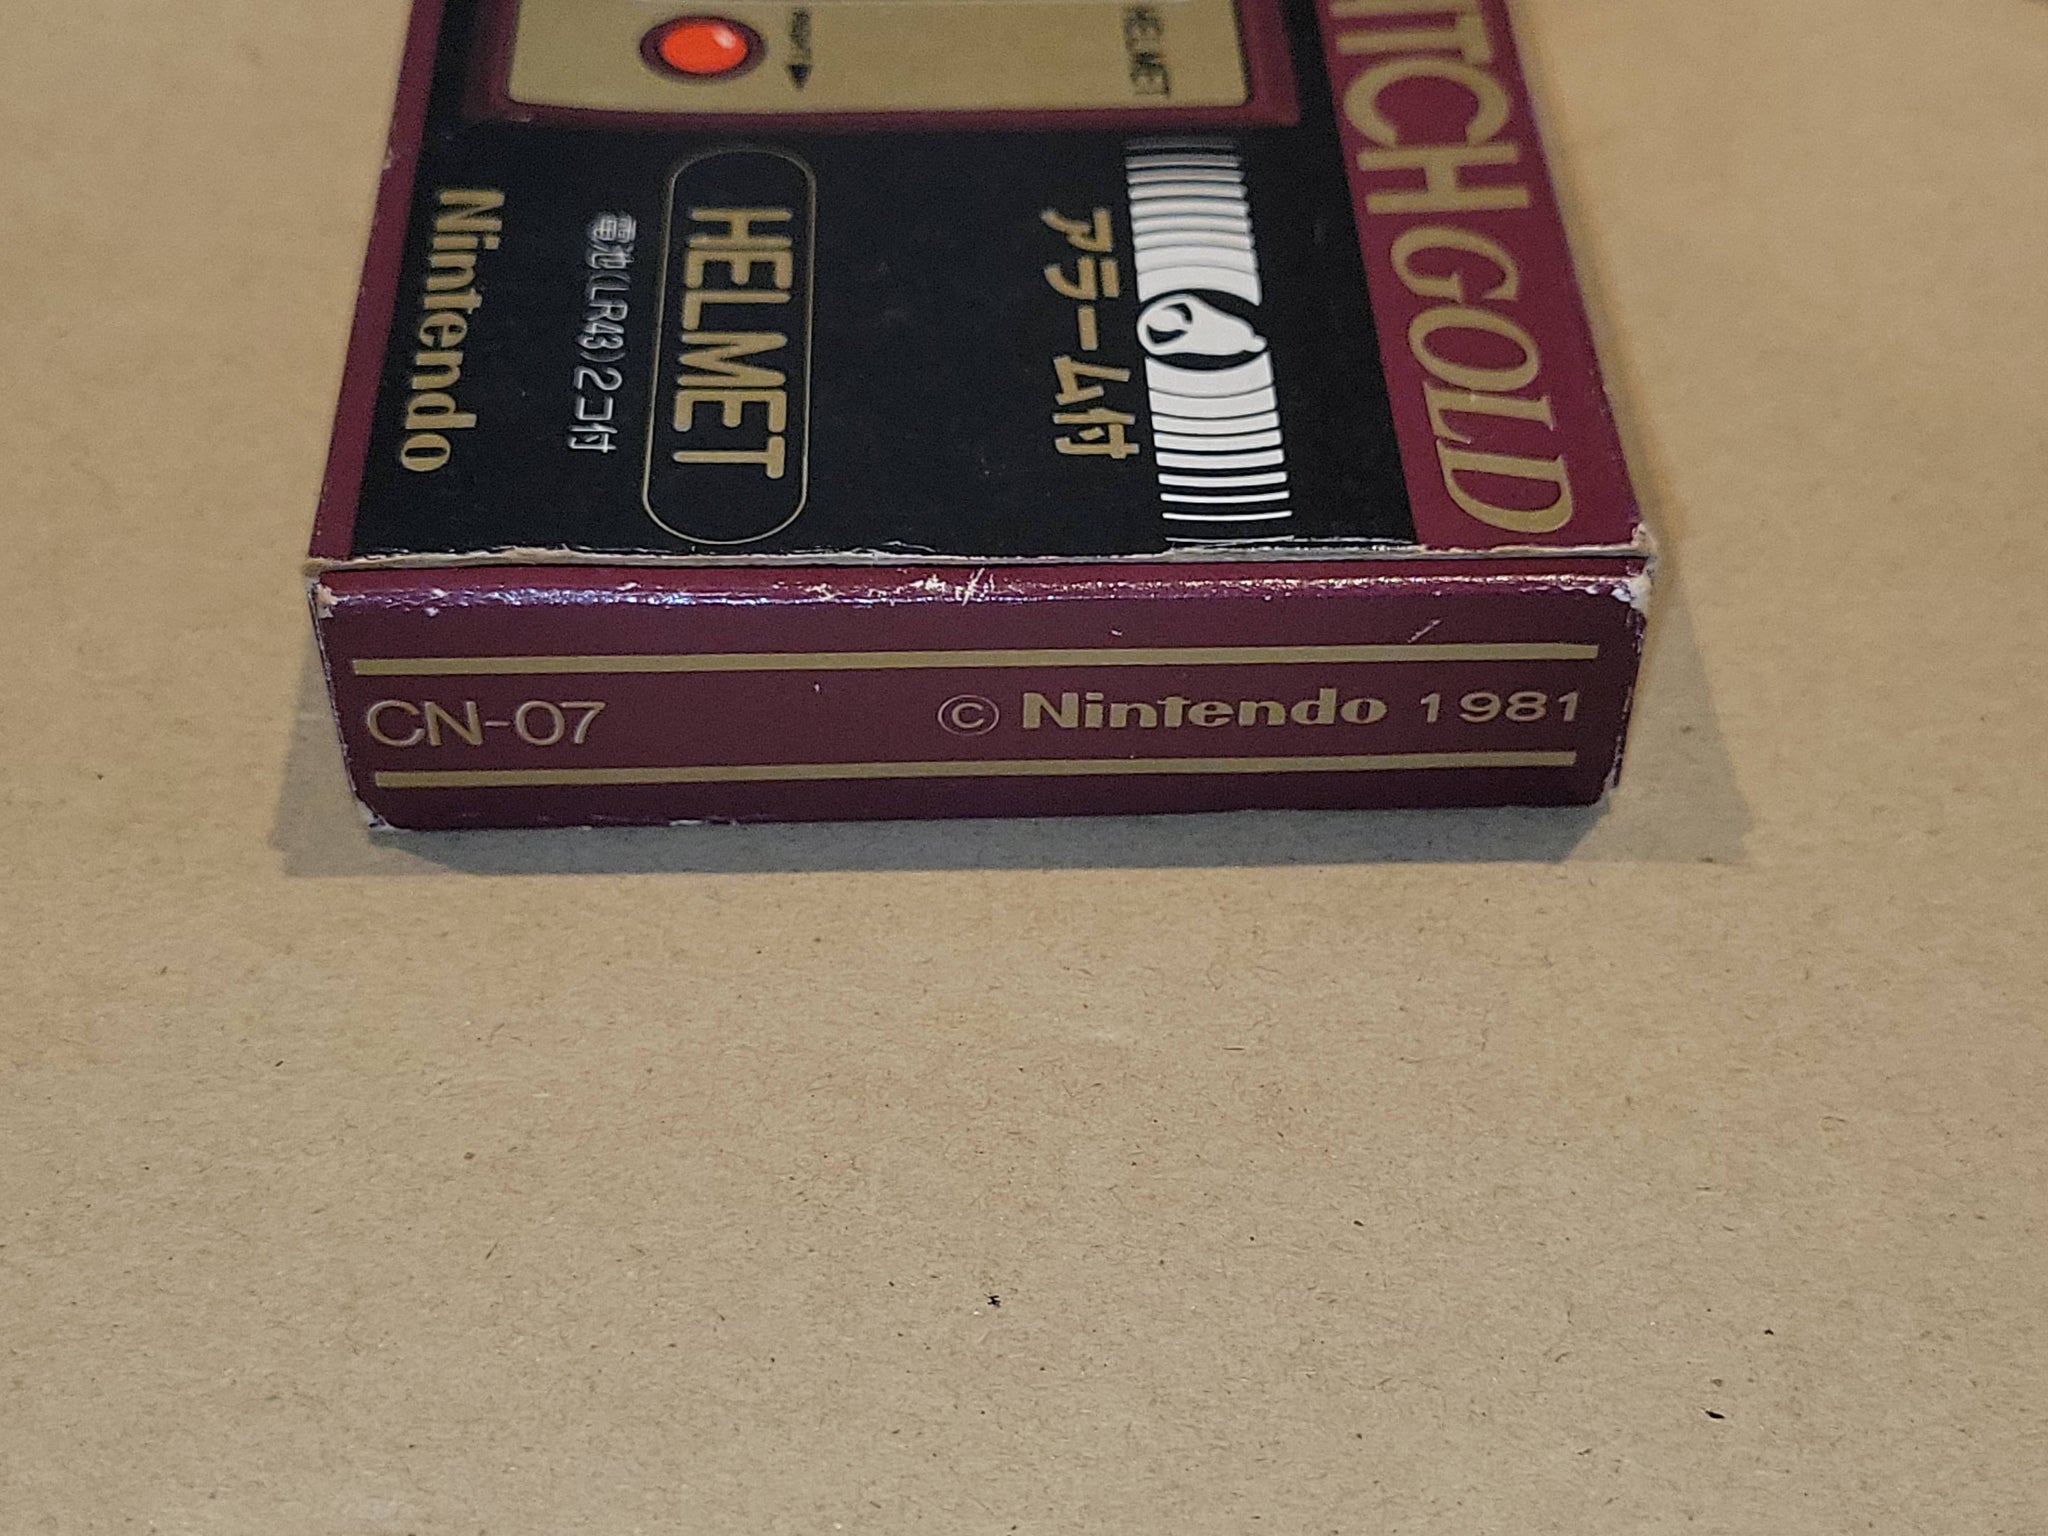 ITCH GOLD
HELMET
アラーム付
HELMET
電池(LR43)2コ付
Nintendo
CN-07
© Nintendo 1981